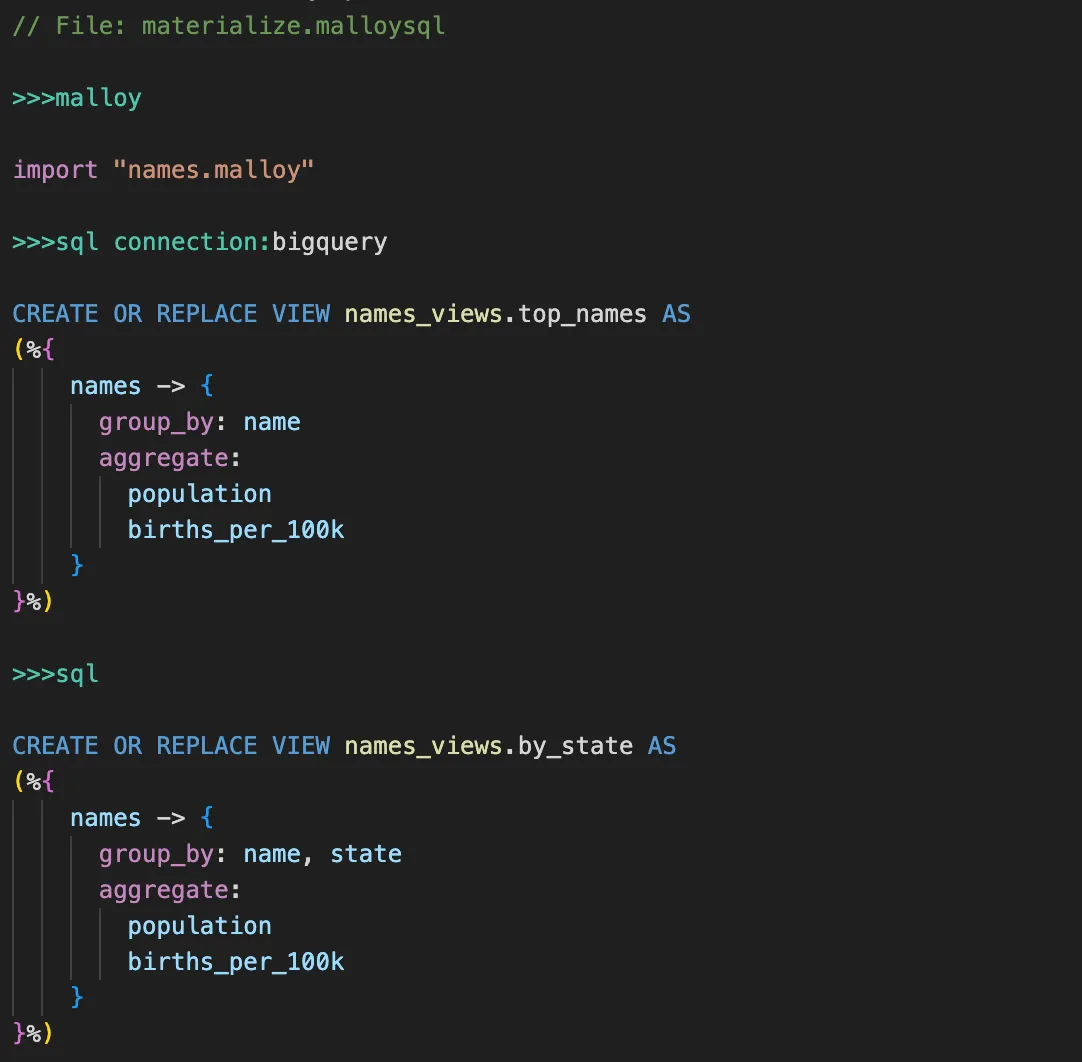 // File: materialize.malloysql
>>>malloy
import "names.malloy"
>>>sql connection:bigquery
CREATE OR REPLACE VIEW names_views.top_names AS
(%{
    names -> {
      group_by: name
      aggregate:
        population
        births_per_100k
    }
}%)
>>>sql
CREATE OR REPLACE VIEW names_views.by_state AS
(%{
    names -> {
      group_by: name, state
      aggregate:
        population
        births_per_100k
    }
}%)